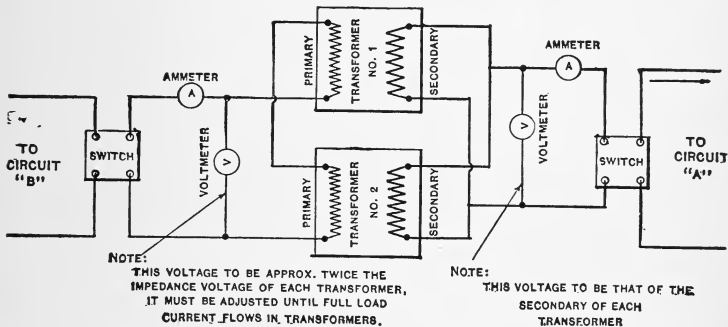 AMMETER
A
TO
CIRCUIT
"B"
SWITCH
VOLTMETER
V
PRIMARY
TRANSFORMER
NO. 1
SECONDARY
PRIMARY
TRANSFORMER
NO. 2
SECONDARY
AMMETER
A
VOLTMETER
V
SWITCH
TO
CIRCUIT
"A"
NOTE:
THIS VOLTAGE TO BE APPROX. TWICE THE
IMPEDANCE VOLTAGE OF EACH TRANSFORMER,
IT MUST BE ADJUSTED UNTIL FULL LOAD
CURRENT FLOWS IN TRANSFORMERS.
NOTE:
THIS VOLTAGE TO BE THAT OF THE
SECONDARY OF EACH
TRANSFORMER